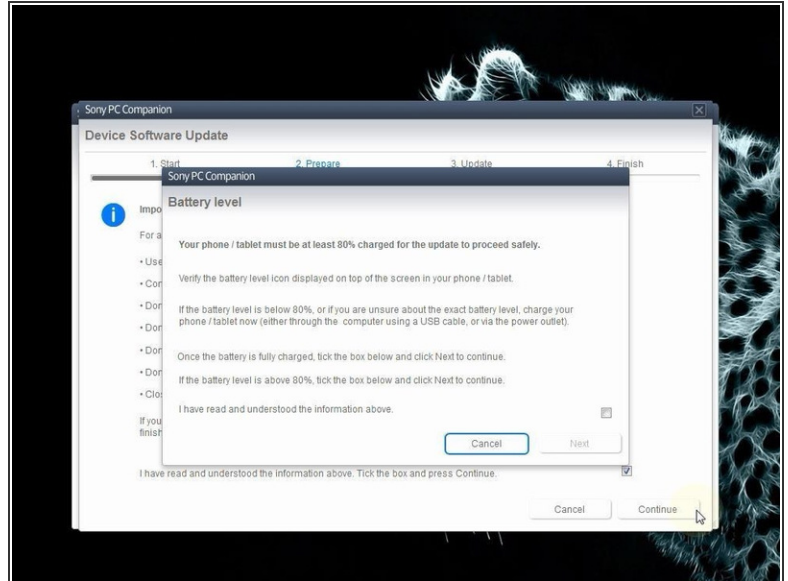 Sony PC Companion
Device Software Update
1. Start 2. Prepare 3. Update 4. Finish
Sony PC Companion
Battery level
Your phone / tablet must be at least 80% charged for the update to proceed safely.
Verify the battery level icon displayed on top of the screen in your phone / tablet.
If the battery level is below 80%, or if you are unsure about the exact battery level, charge your
phone / tablet now (either through the computer using a USB cable, or via the power outlet).
Once the battery is fully charged, tick the box below and click Next to continue.
If the battery level is above 80%, tick the box below and click Next to continue.
I have read and understood the information above.
Cancel Next
Impo
For a
• Use
• Con
• Don
• Don
• Don
• Don
• Clos
If you
finish
I have read and understood the information above. Tick the box and press Continue.
Cancel Continue